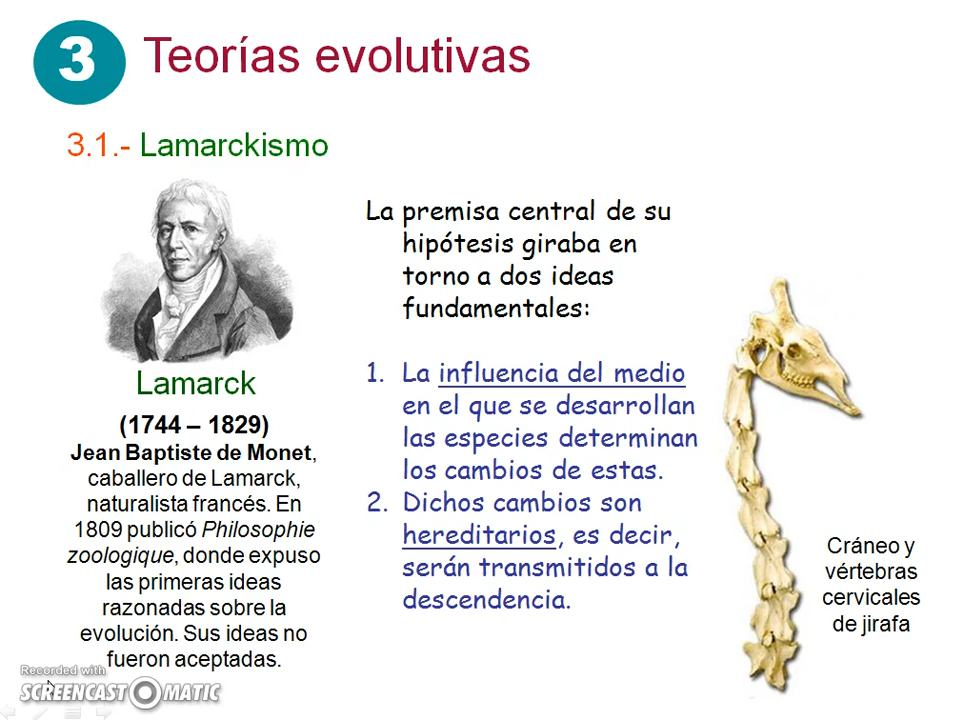 3 Teorías evolutivas
3.1.- Lamarckismo
Lamarck
(1744 – 1829)
Jean Baptiste de Monet,
caballero de Lamarck,
naturalista francés. En
1809 publicó Philosophie
zoologique, donde expuso
las primeras ideas
razonadas sobre la
evolución. Sus ideas no
fueron aceptadas.
La premisa central de su
hipótesis giraba en
torno a dos ideas
fundamentales:
1. La influencia del medio
en el que se desarrollan
las especies determinan
los cambios de estas.
2. Dichos cambios son
hereditarios, es decir,
serán transmitidos a la
descendencia.
Cráneo y
vértebras
cervicales
de jirafa
Recorded with
SCREENCAST-O-MATIC